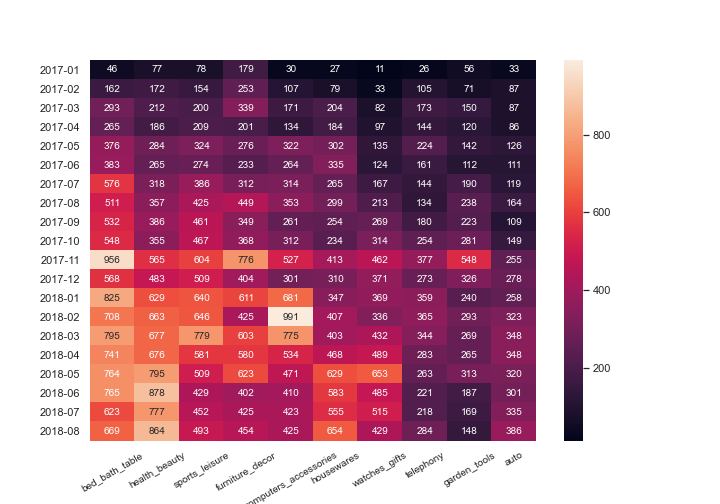 2017-01 46 77 78 179 30 27 11 26 56 33
2017-02 162 172 154 253 107 79 33 105 71 87
2017-03 293 212 200 339 171 204 82 173 150 87
2017-04 265 186 209 201 134 184 97 144 120 86
2017-05 376 284 324 276 322 302 135 224 142 126
2017-06 383 265 274 233 264 335 124 161 112 111
2017-07 576 318 386 312 314 265 167 144 190 119
2017-08 511 357 425 449 353 299 213 134 238 164
2017-09 532 386 461 349 261 254 269 180 223 109
2017-10 548 355 467 368 312 234 314 254 281 149
2017-11 956 565 604 776 527 413 462 377 548 255
2017-12 568 483 509 404 301 310 371 273 326 278
2018-01 825 629 640 611 681 347 369 359 240 258
2018-02 708 663 646 425 991 407 336 365 293 323
2018-03 795 677 779 603 775 403 432 344 269 348
2018-04 741 676 581 580 534 468 489 283 265 348
2018-05 764 795 509 623 471 629 653 263 313 320
2018-06 765 878 429 402 410 583 485 221 187 301
2018-07 623 777 452 425 423 555 515 218 169 335
2018-08 669 864 493 454 425 654 429 284 148 386
bed_bath_table health_beauty sports_leisure furniture_decor omputers_accessories housewares watches_gifts telephony garden_tools auto
800
600
400
200